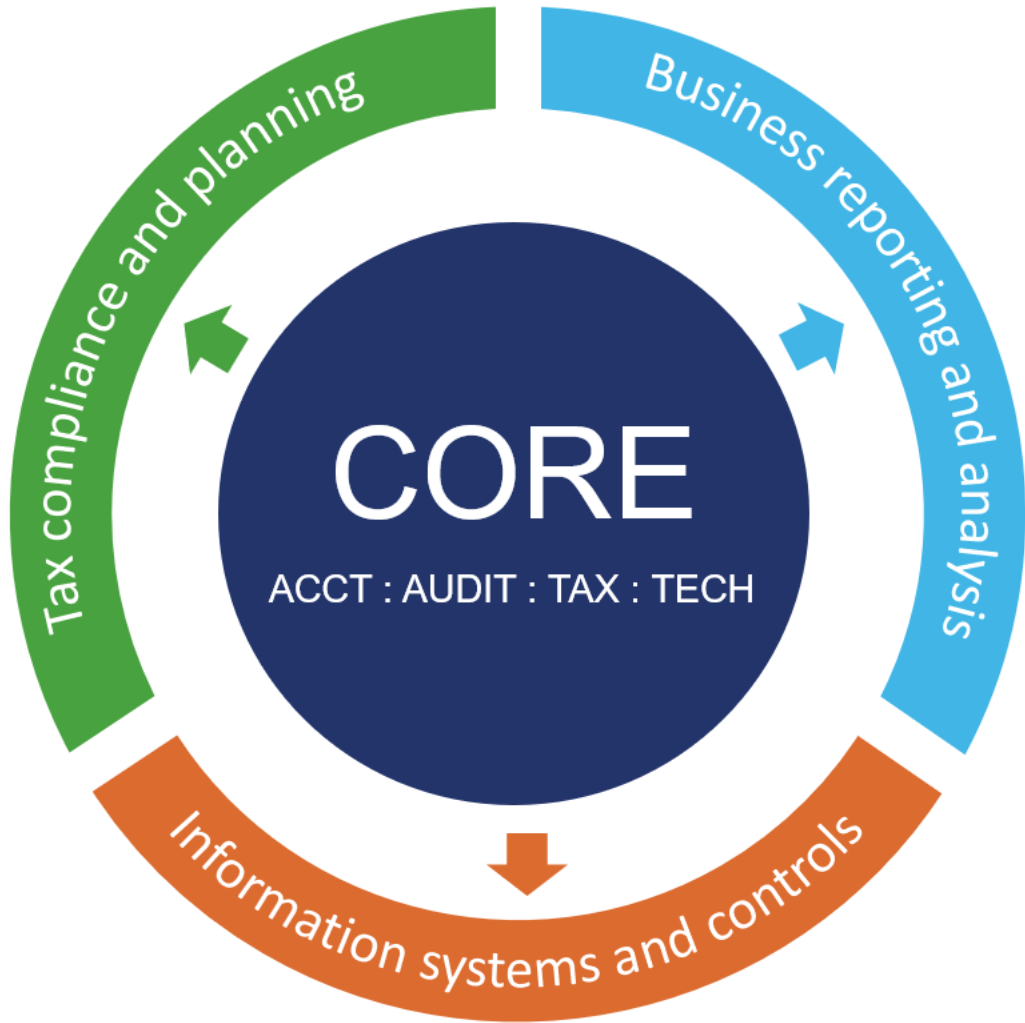 Tax compliance and planning
Business reporting and analysis
CORE
ACCT : AUDIT : TAX : TECH
Information systems and controls